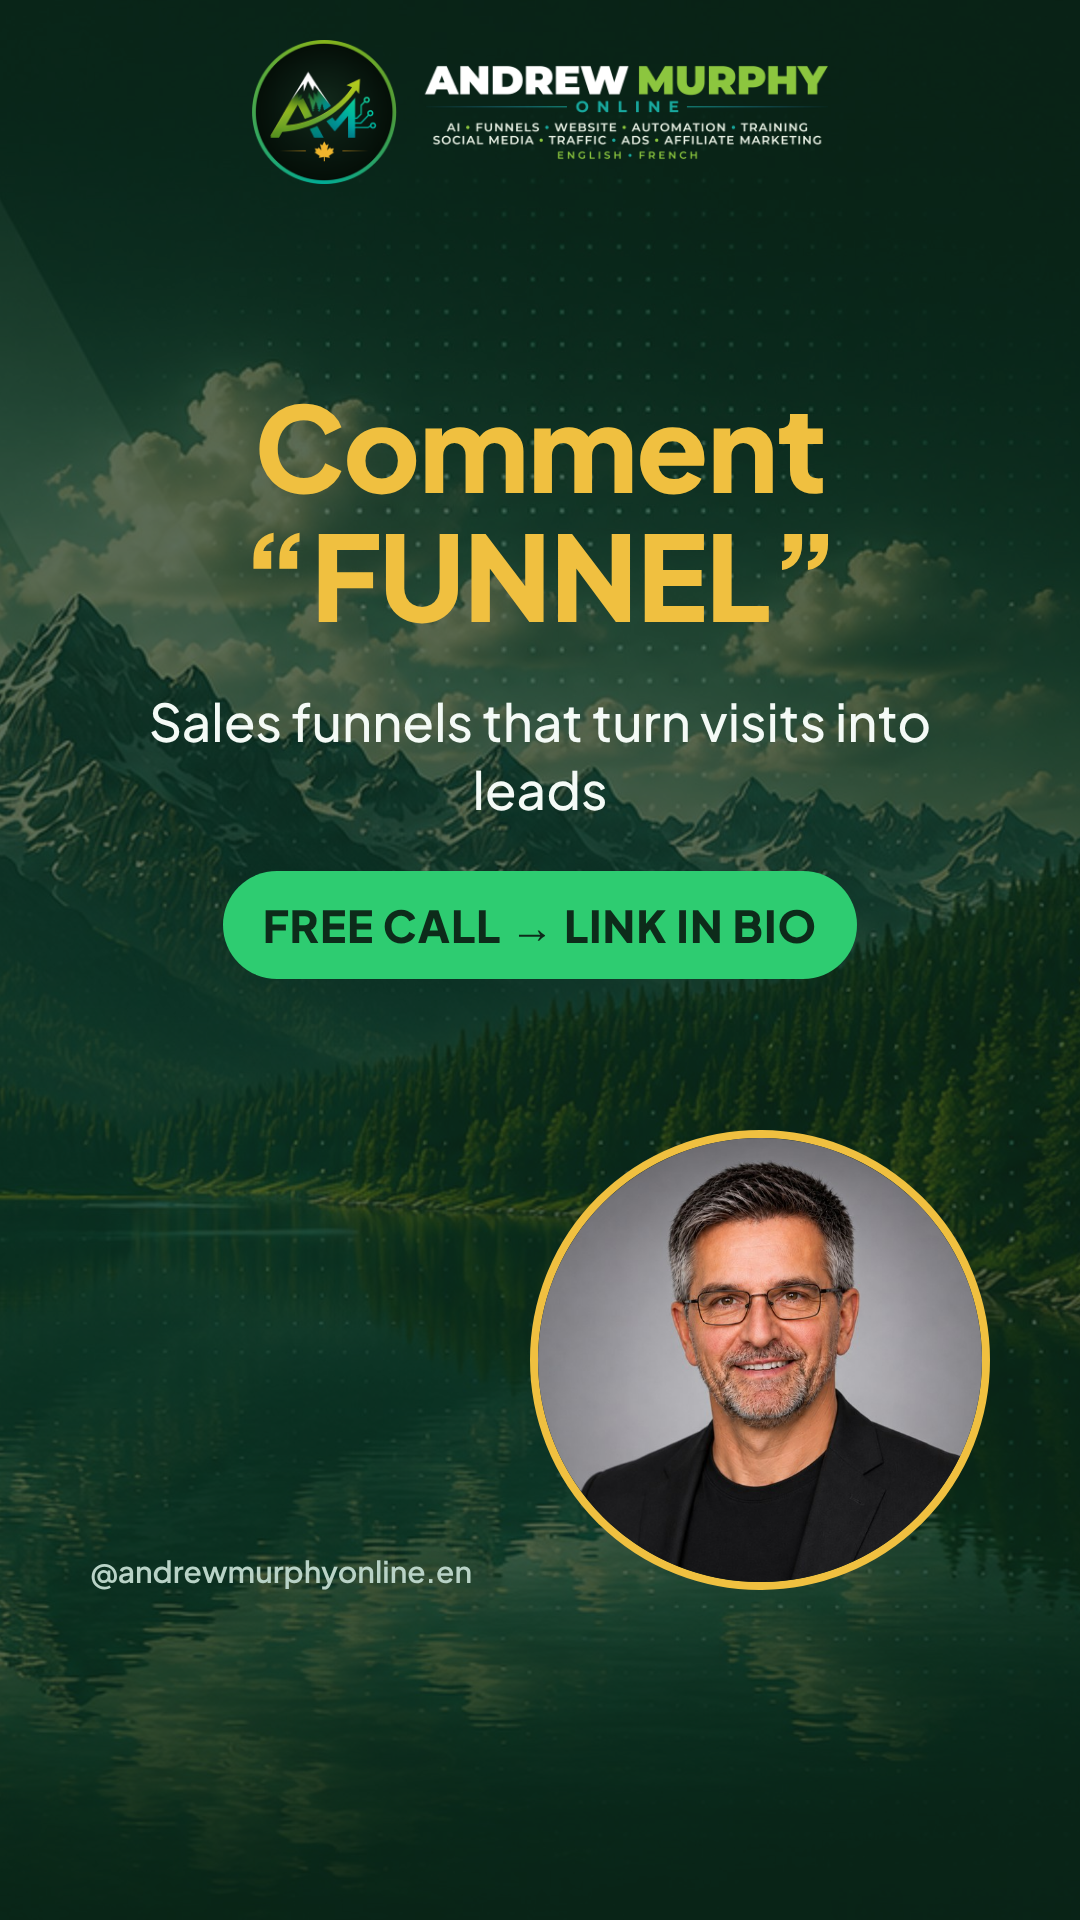 AM
ANDREW MURPHY
ONLINE
AI • FUNNELS • WEBSITE • AUTOMATION • TRAINING
SOCIAL MEDIA • TRAFFIC • ADS • AFFILIATE MARKETING
ENGLISH • FRENCH
Comment
“FUNNEL”
Sales funnels that turn visits into
leads
FREE CALL → LINK IN BIO
@andrewmurphyonline.en